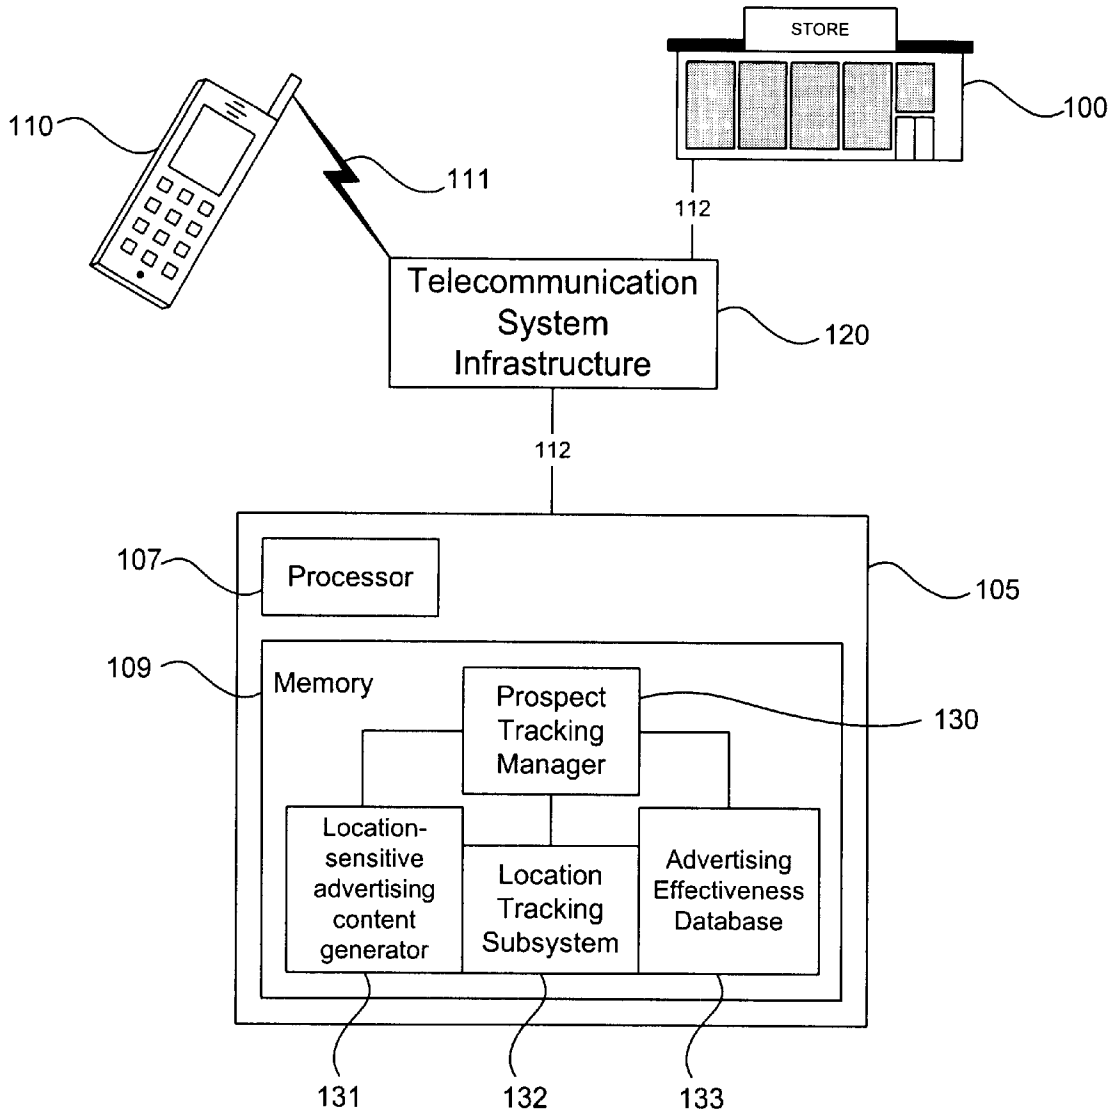 STORE
100
110
111
112
Telecommunication
System
Infrastructure
120
112
107
Processor
105
109
Memory
Prospect
Tracking
Manager
130
Location-
sensitive
advertising
content
generator
Location
Tracking
Subsystem
Advertising
Effectiveness
Database
131
132
133